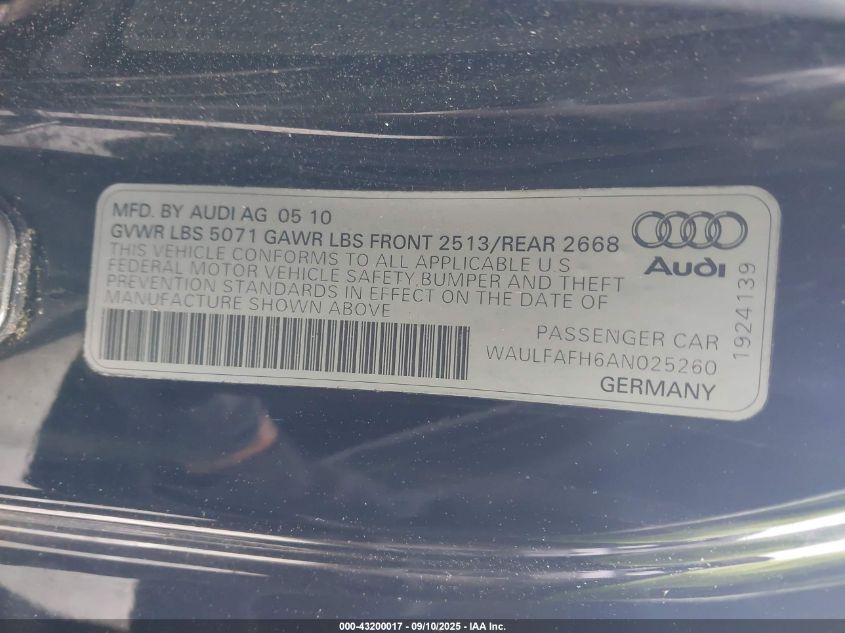 MFD. BY AUDI AG 05 10
GVWR LBS 5071 GAWR LBS FRONT 2513/REAR 2668
THIS VEHICLE CONFORMS TO ALL APPLICABLE U.S
FEDERAL MOTOR VEHICLE SAFETY,BUMPER AND THEFT
PREVENTION STANDARDS IN EFFECT ON THE DATE OF
MANUFACTURE SHOWN ABOVE
Audi
1924139
PASSENGER CAR
WAULFAFH6AN025260
GERMANY
000-43200017 - 09/10/2025 - IAA Inc.